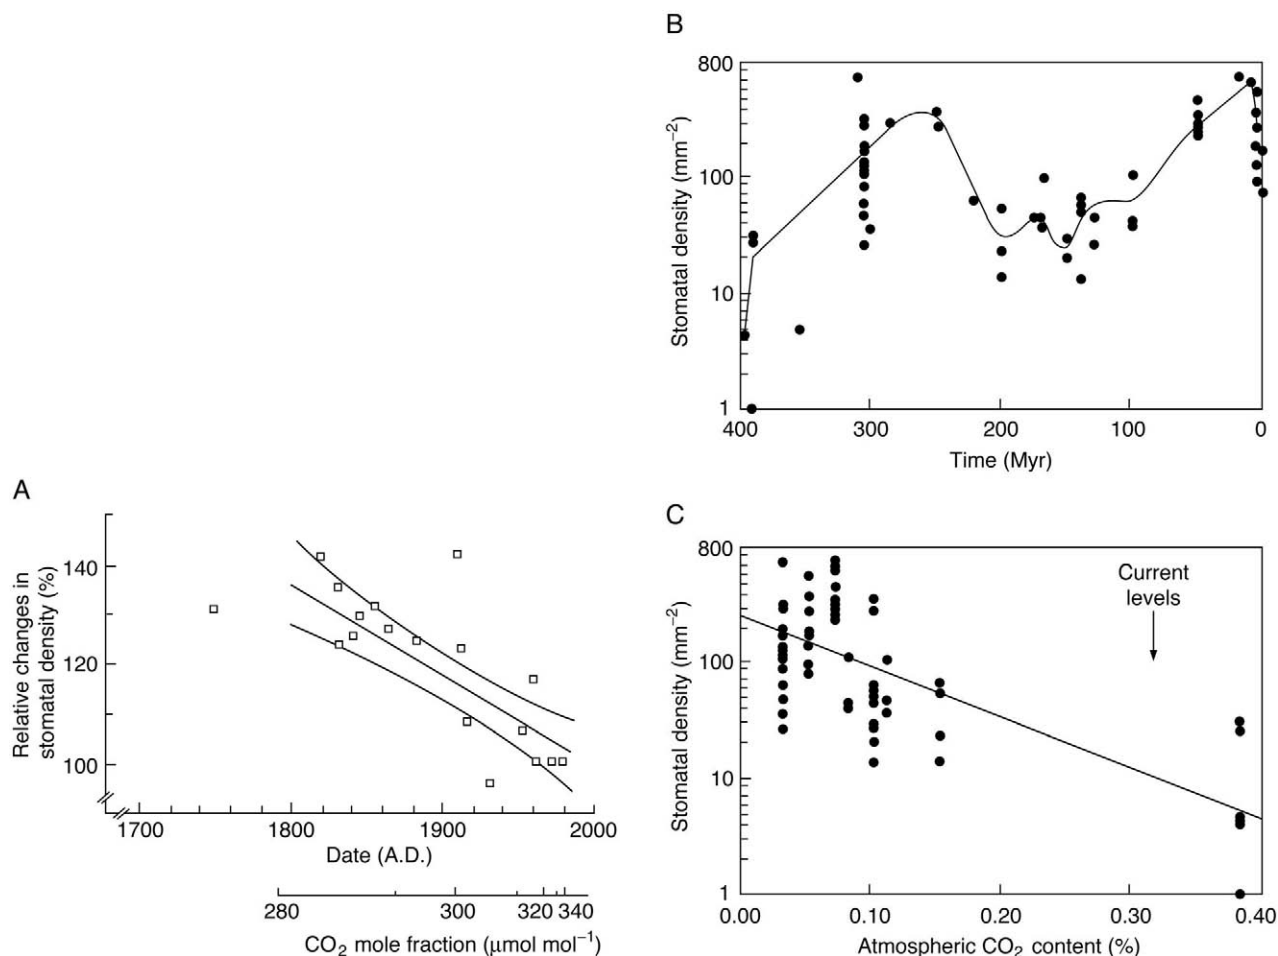 A
Relative changes in
stomatal density (%)
140
120
100
1700
1800
1900
2000
Date (A.D.)
280
300
320
340
CO₂ mole fraction (μmol mol⁻¹)
B
Stomatal density (mm⁻²)
800
100
10
1
400
300
200
100
0
Time (Myr)
C
Stomatal density (mm⁻²)
800
100
10
1
Current
levels
0.00
0.10
0.20
0.30
0.40
Atmospheric CO₂ content (%)